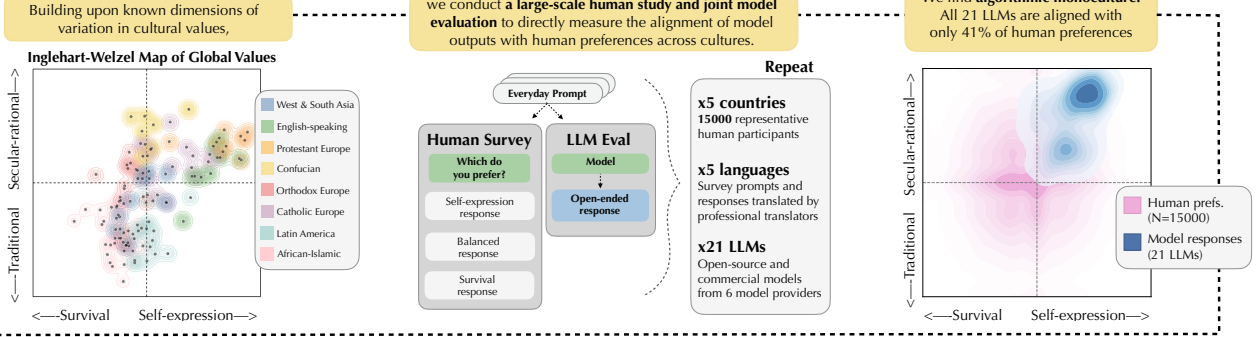 Building upon known dimensions of
variation in cultural values,
Inglehart-Welzel Map of Global Values
Secular-rational—>
<—-Traditional
<—-Survival
Self-expression—>
West & South Asia
English-speaking
Protestant Europe
Confucian
Orthodox Europe
Catholic Europe
Latin America
African-Islamic
we conduct a large-scale human study and joint model
evaluation to directly measure the alignment of model
outputs with human preferences across cultures.
Everyday Prompt
Human Survey
Which do
you prefer?
Self-expression
response
Balanced
response
Survival
response
LLM Eval
Model
Open-ended
response
Repeat
x5 countries
15000 representative
human participants
x5 languages
Survey prompts and
responses translated by
professional translators
x21 LLMs
Open-source and
commercial models
from 6 model providers
We find algorithmic monoculture:
All 21 LLMs are aligned with
only 41% of human preferences
Secular-rational—>
<—-Traditional
<—-Survival
Self-expression—>
Human prefs.
(N=15000)
Model responses
(21 LLMs)